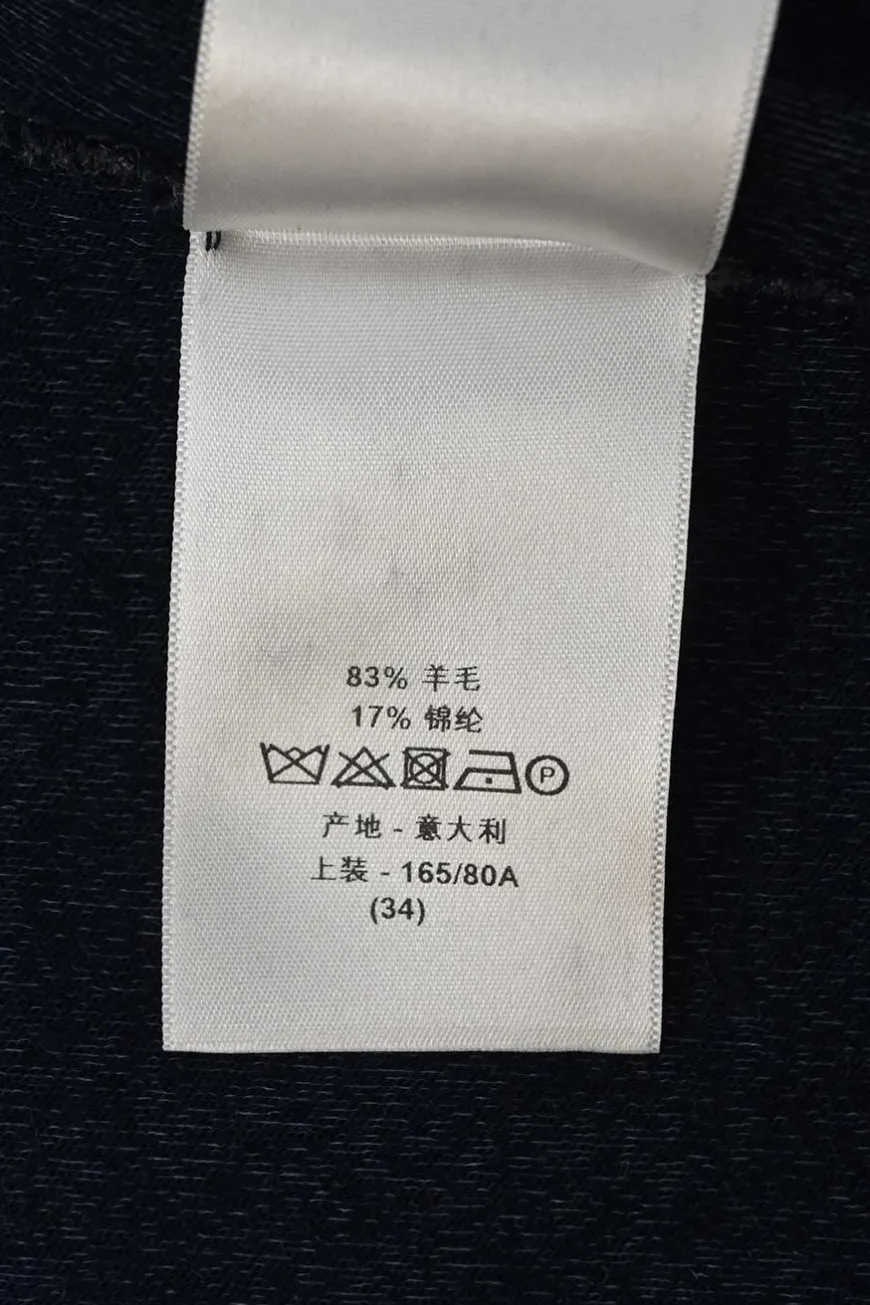 83% 羊毛
17% 锦纶
P
产地 - 意大利
上装 - 165/80A
(34)